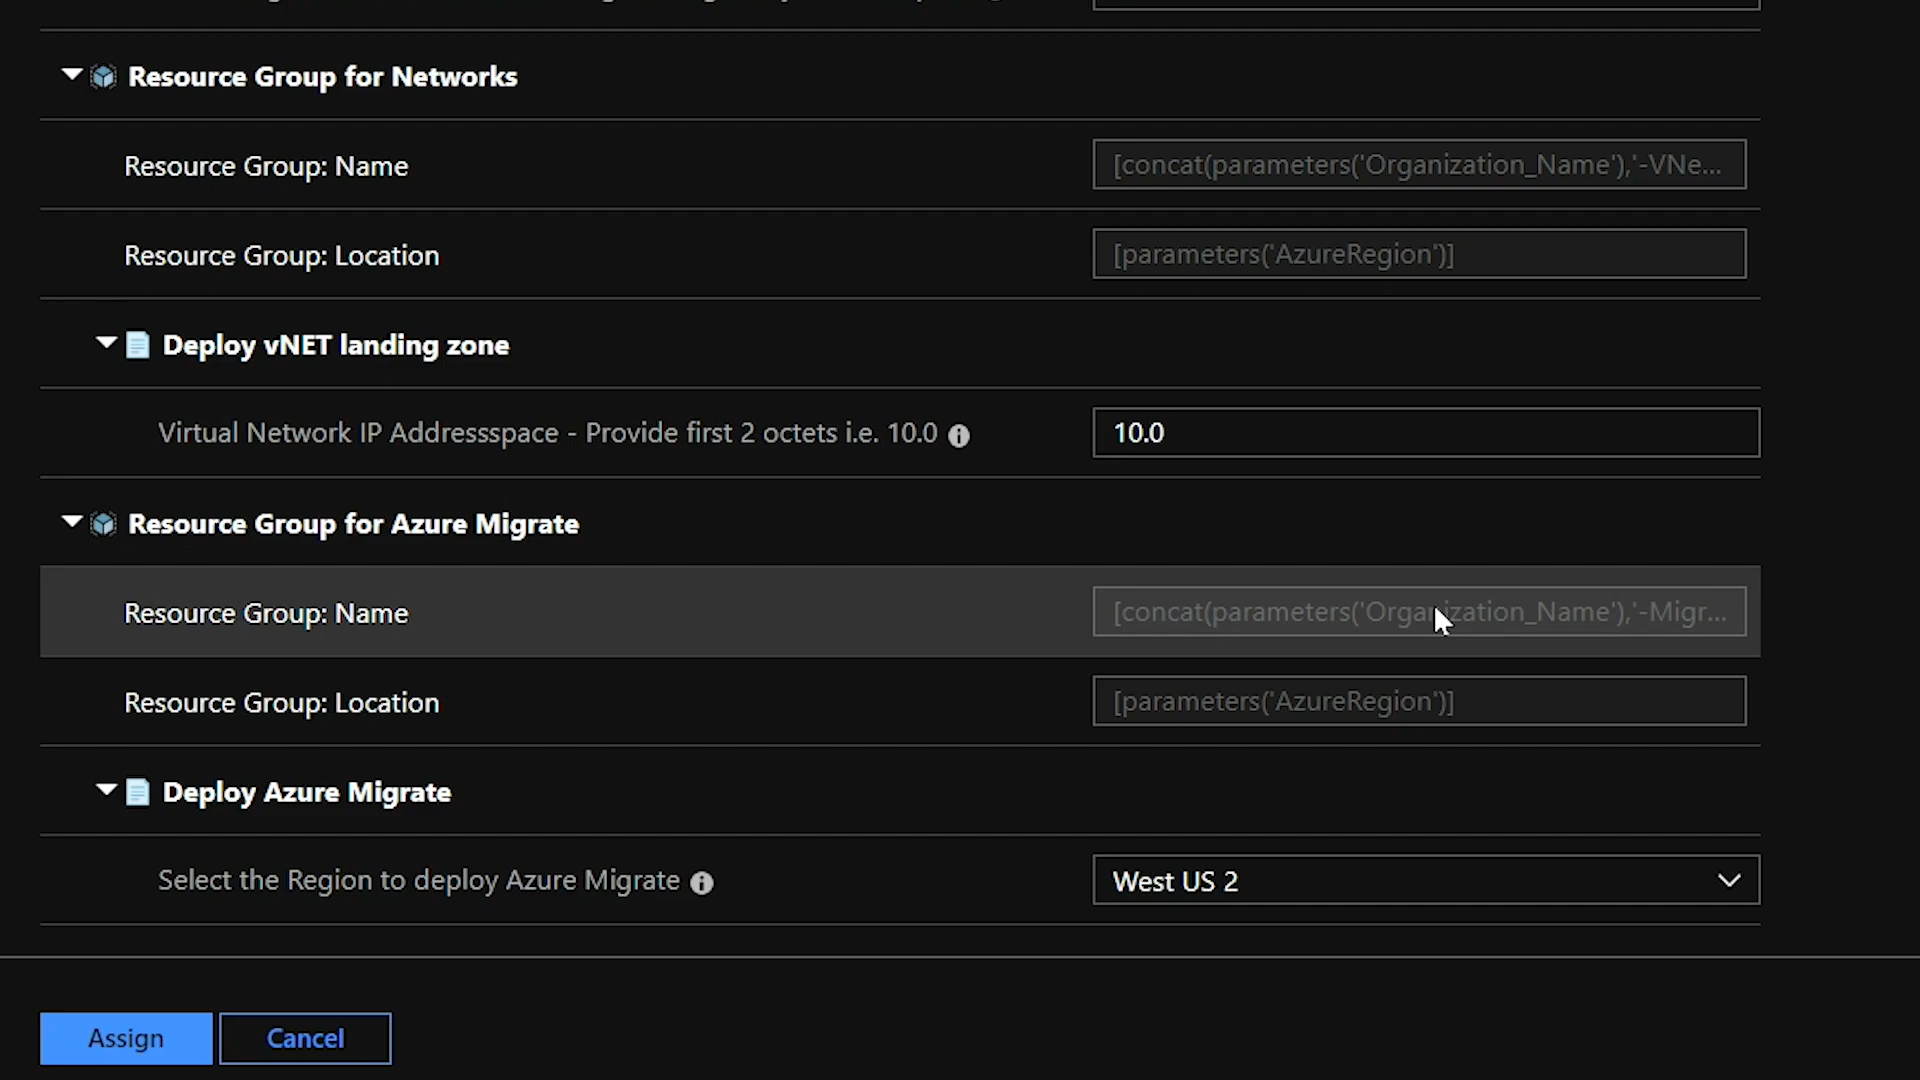 Resource Group for Networks
Resource Group: Name [concat(parameters('Organization_Name'),'-VNe...
Resource Group: Location [parameters('AzureRegion')]
Deploy vNET landing zone
Virtual Network IP Addressspace - Provide first 2 octets i.e. 10.0 10.0
Resource Group for Azure Migrate
Resource Group: Name [concat(parameters('Organization_Name'),'-Migr...
Resource Group: Location [parameters('AzureRegion')]
Deploy Azure Migrate
Select the Region to deploy Azure Migrate West US 2
Assign Cancel